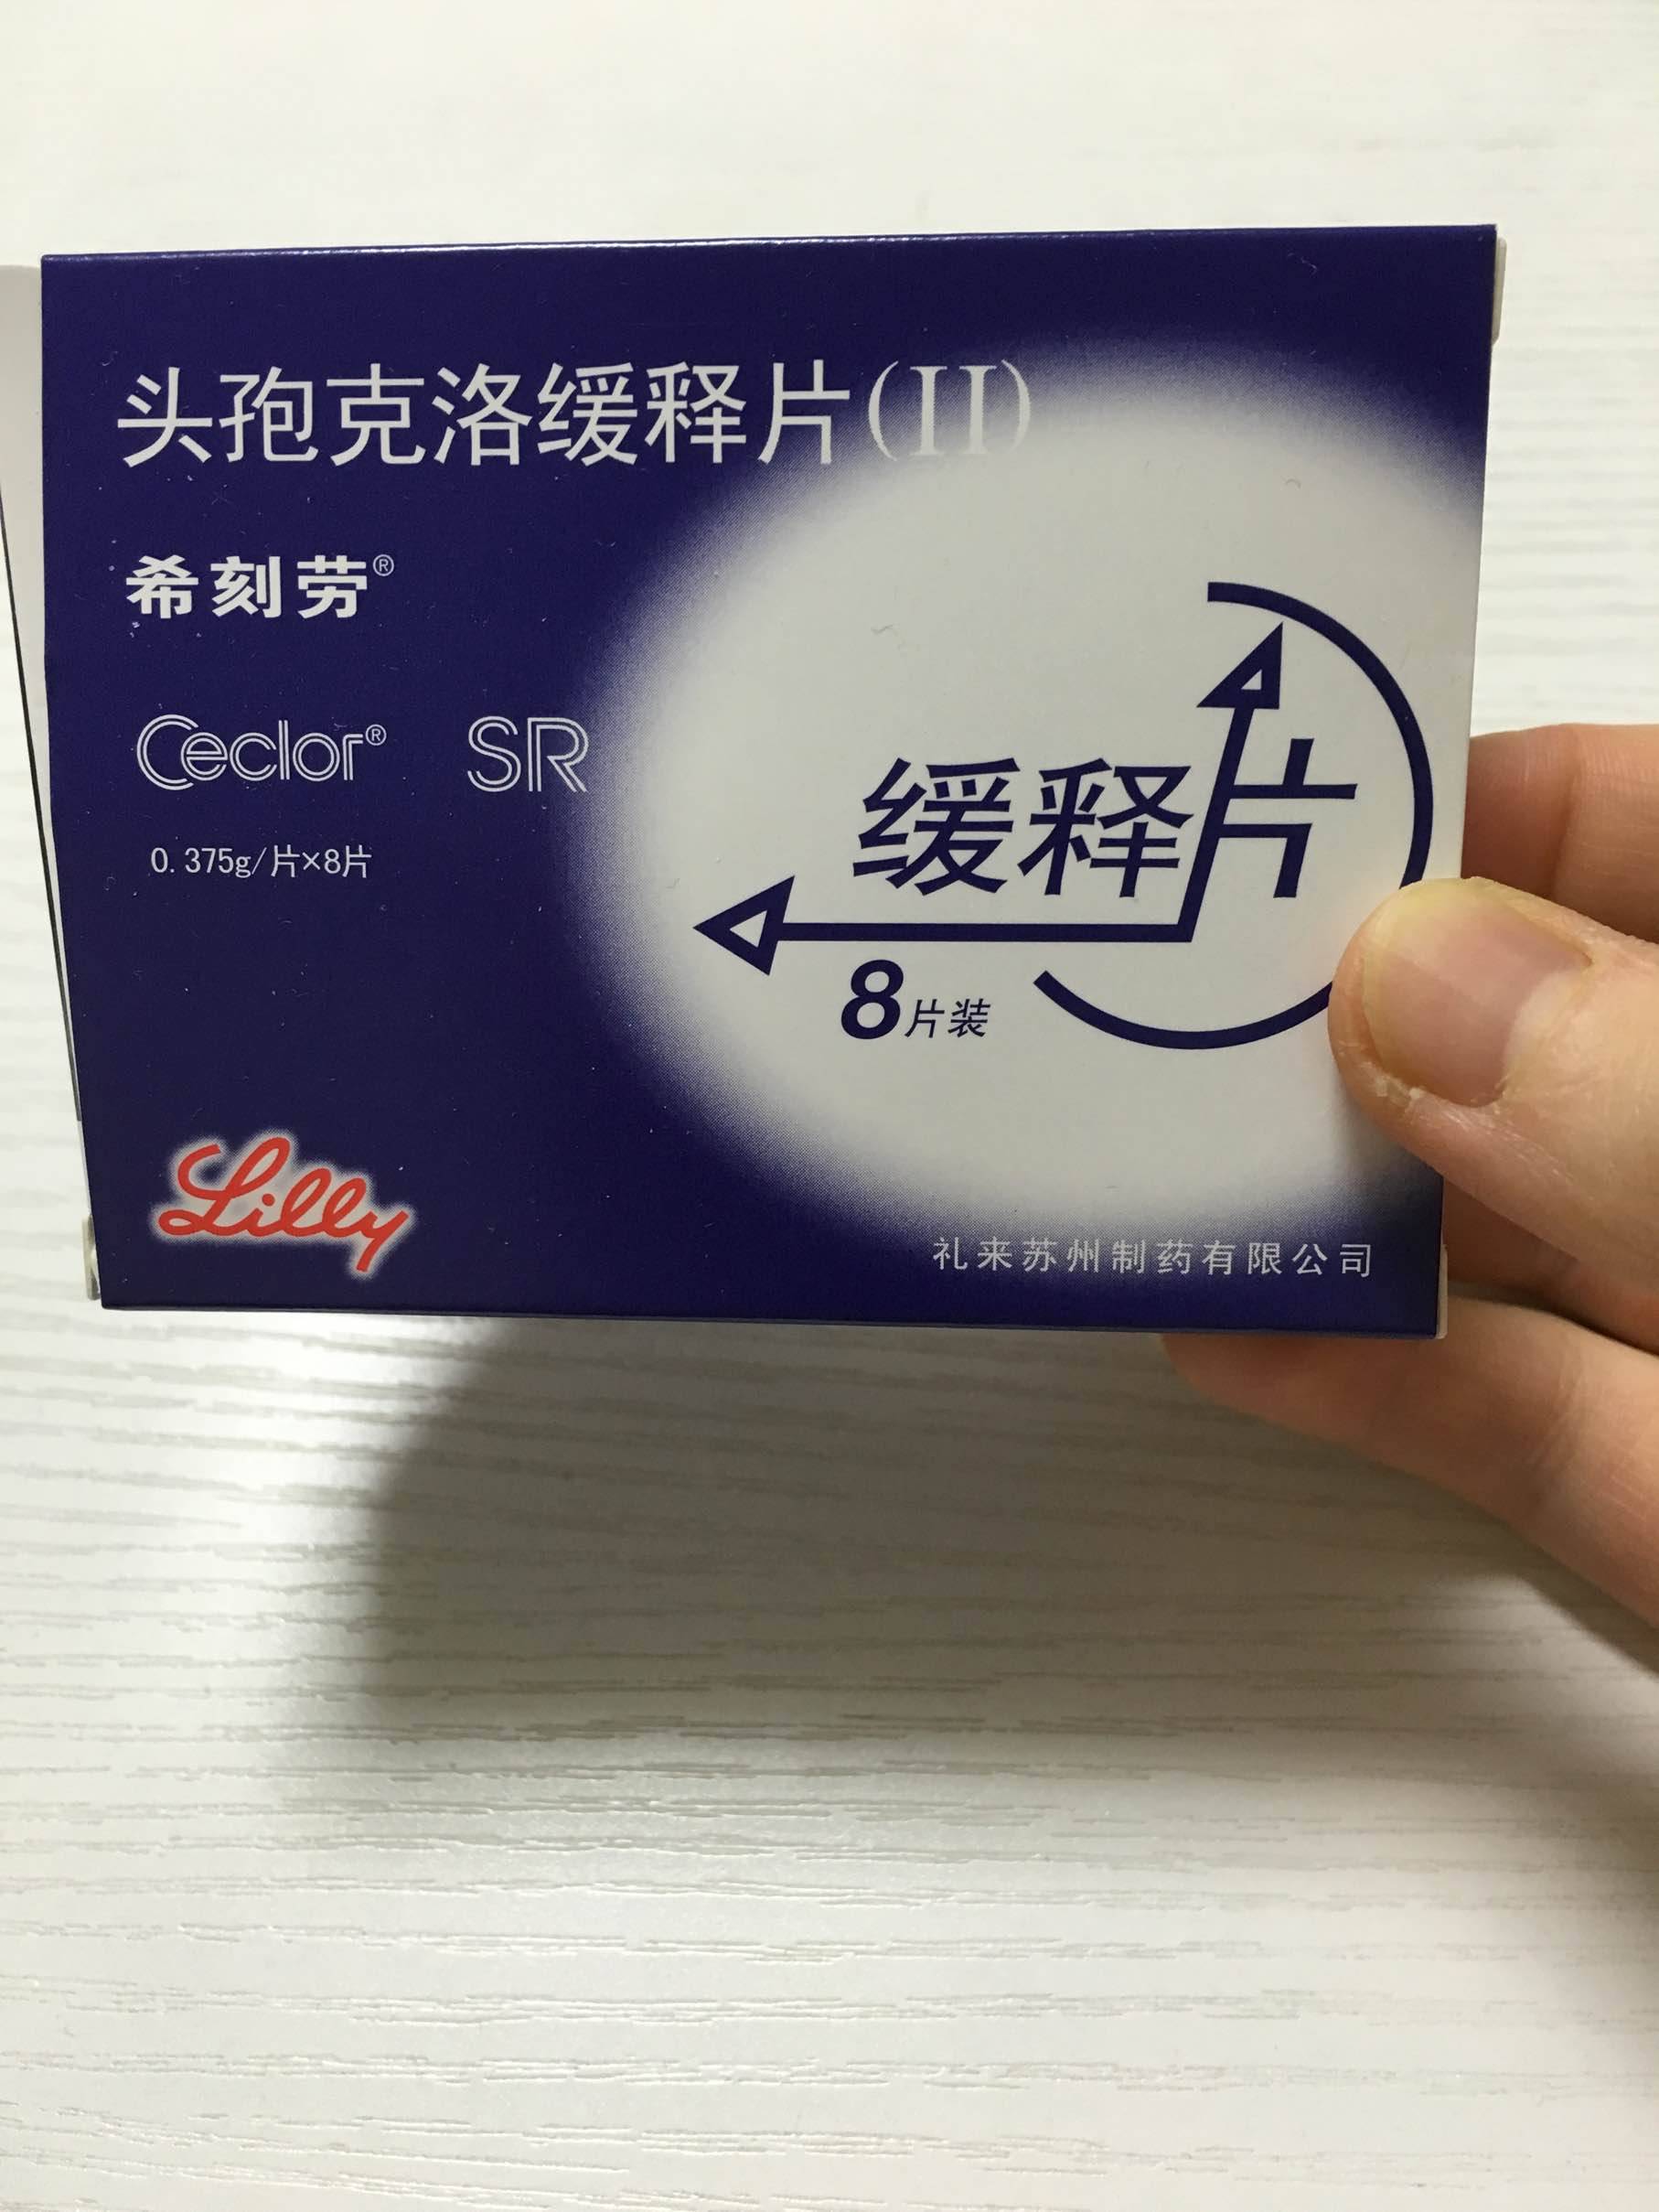 头孢克洛缓释片(II)
希刻劳®
Ceclor® SR
0.375g/片×8片
缓释片
8片装
Lilly
礼来苏州制药有限公司